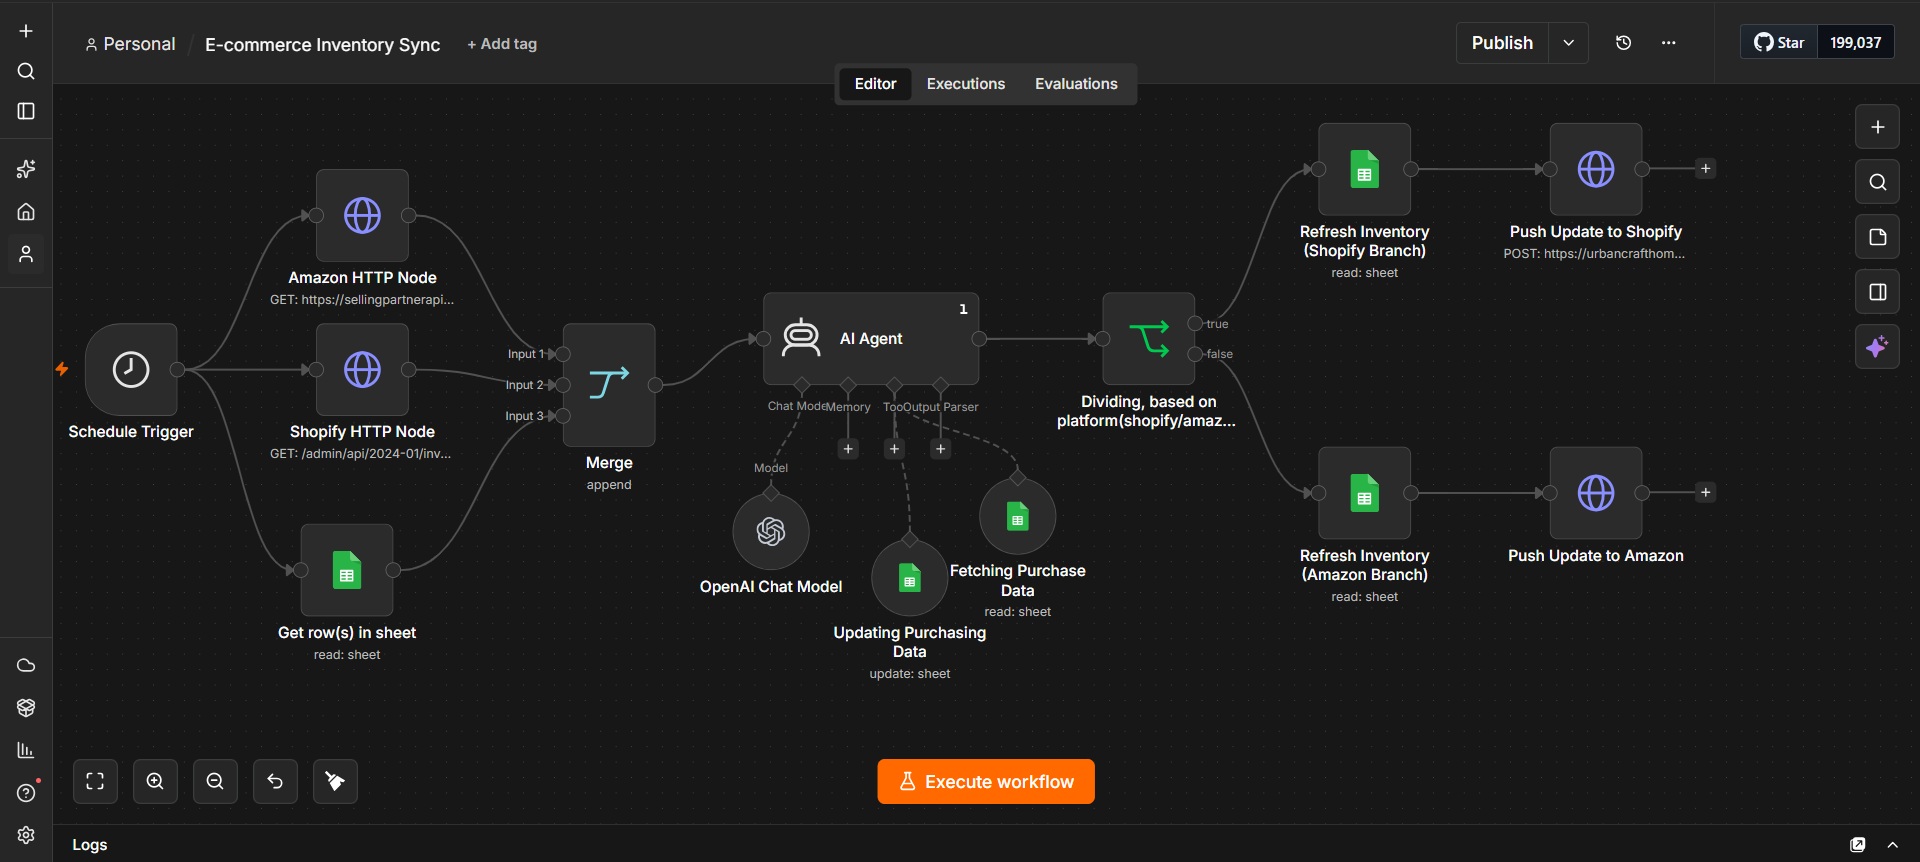 Personal / E-commerce Inventory Sync + Add tag
Publish
Star 199,037
Editor Executions Evaluations
Amazon HTTP Node
GET: https://sellingpartnerapi...
Schedule Trigger
Shopify HTTP Node
GET: /admin/api/2024-01/inv...
Get row(s) in sheet
read: sheet
Input 1
Input 2
Input 3
Merge
append
1
AI Agent
Chat Mode
Memory
Too
Output Parser
Model
OpenAI Chat Model
Updating Purchasing
Data
update: sheet
Fetching Purchase
Data
read: sheet
true
false
Dividing, based on
platform(shopify/amaz...
Refresh Inventory
(Shopify Branch)
read: sheet
Push Update to Shopify
POST: https://urbancrafthom...
Refresh Inventory
(Amazon Branch)
read: sheet
Push Update to Amazon
Execute workflow
Logs